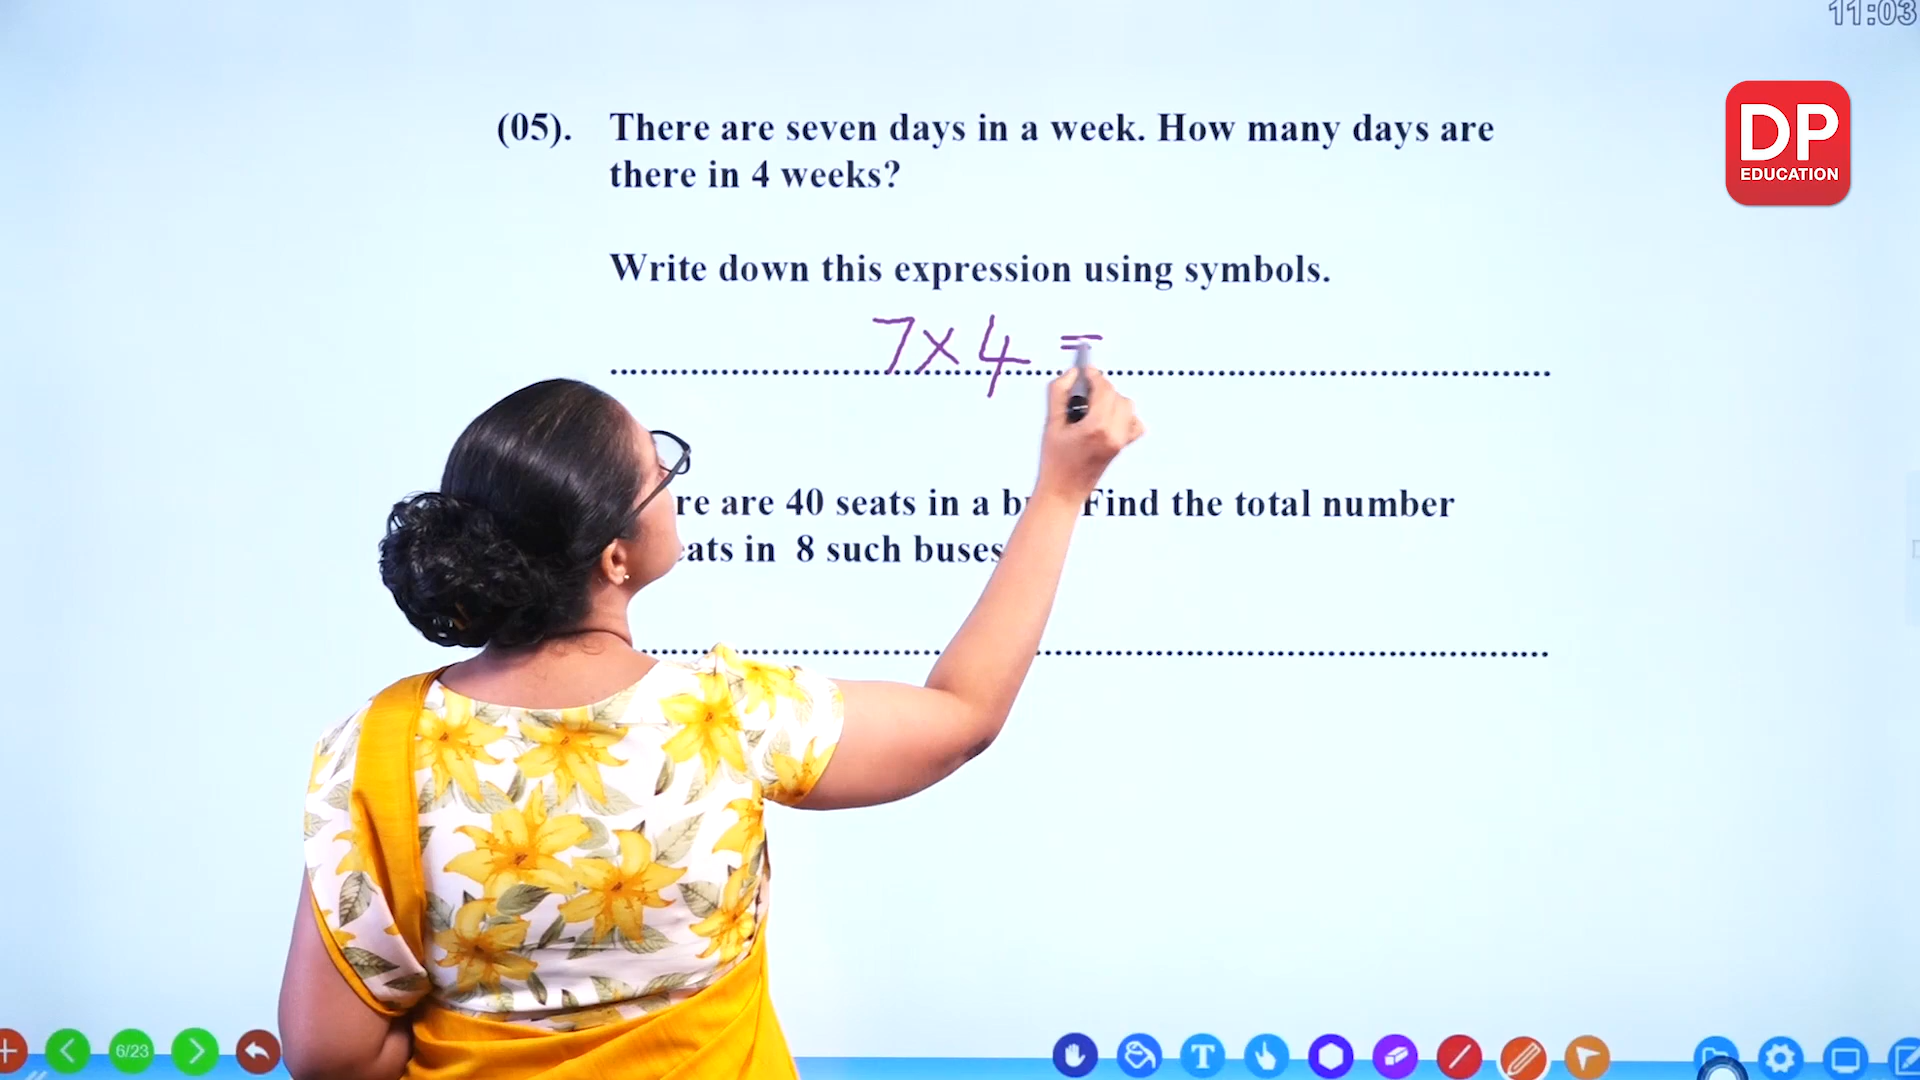 11:03
DP
EDUCATION
(05). There are seven days in a week. How many days are
there in 4 weeks?
Write down this expression using symbols.
7 × 4 =
are 40 seats in a Find the total number
in 8 such buses
6/23
T